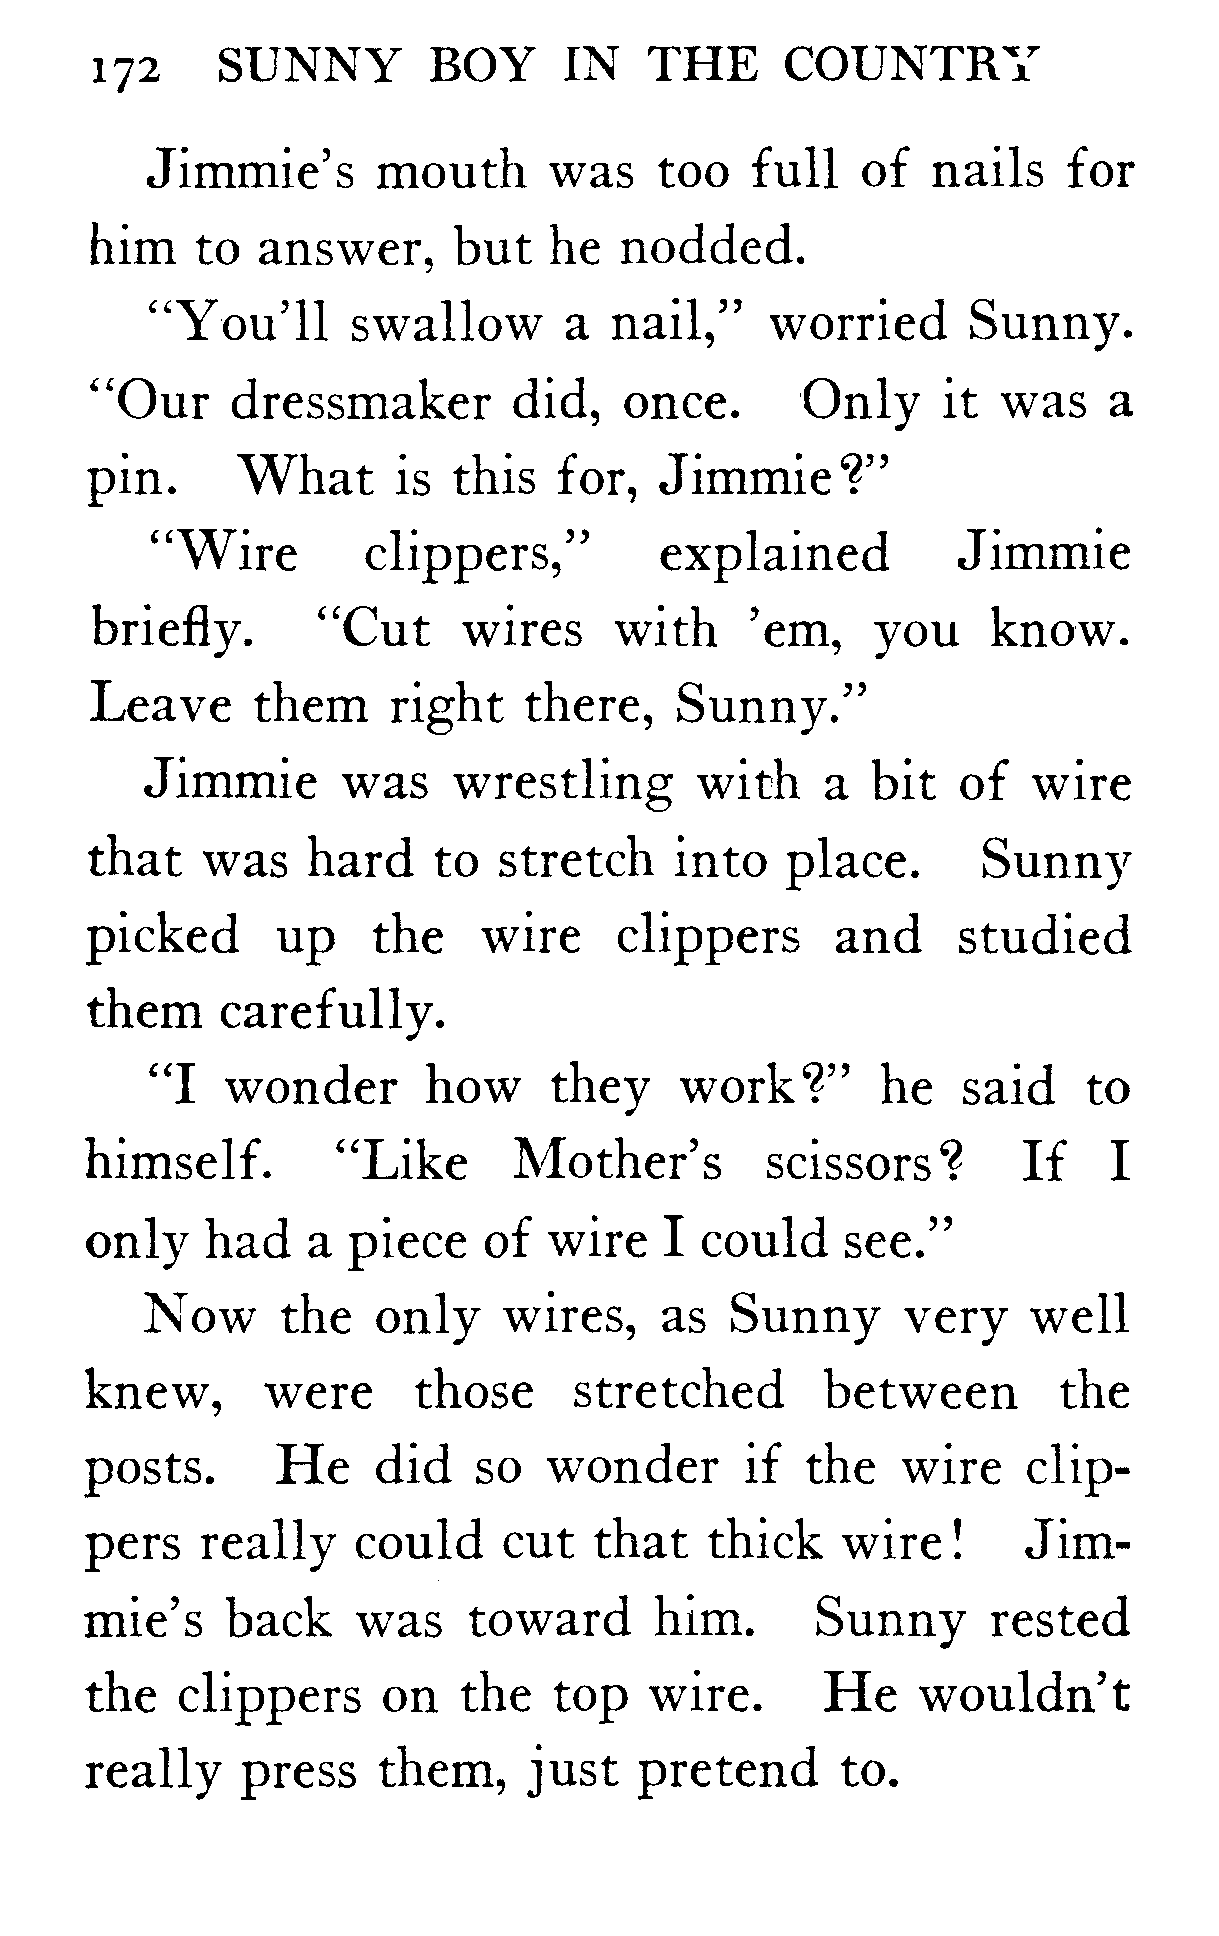 172 SUNNY BOY IN THE COUNTRY
Jimmie’s mouth was too full of nails for
him to answer, but he nodded.
“You’ll swallow a nail,” worried Sunny.
“Our dressmaker did, once. Only it was a
pin. What is this for, Jimmie?”
“Wire clippers,” explained Jimmie
briefly. “Cut wires with ’em, you know.
Leave them right there, Sunny.”
Jimmie was wrestling with a bit of wire
that was hard to stretch into place. Sunny
picked up the wire clippers and studied
them carefully.
“I wonder how they work?” he said to
himself. “Like Mother’s scissors? If I
only had a piece of wire I could see.”
Now the only wires, as Sunny very well
knew, were those stretched between the
posts. He did so wonder if the wire clip-
pers really could cut that thick wire! Jim-
mie’s back was toward him. Sunny rested
the clippers on the top wire. He wouldn’t
really press them, just pretend to.